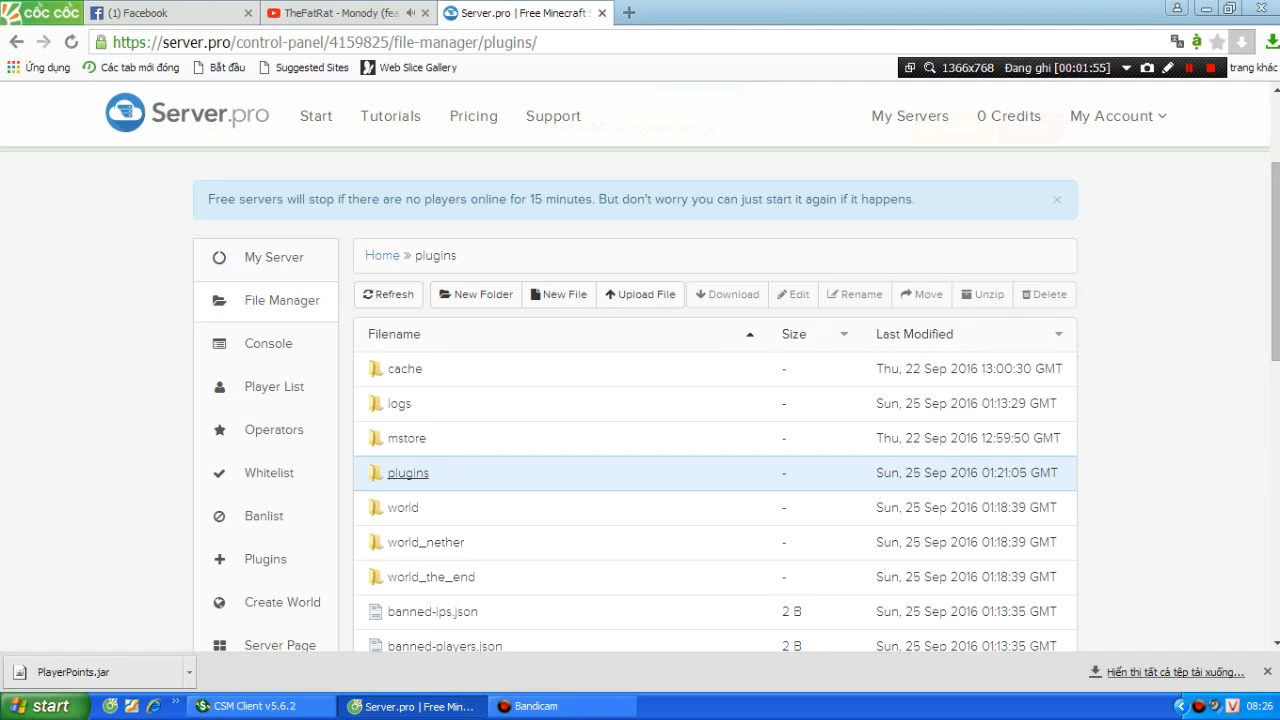 CỐC CỐC
(1) Facebook
TheFatRat - Monody (fea
Server.pro | Free Minecraft S
https://server.pro/control-panel/4159825/file-manager/plugins/
Ứng dụng
Các tab mới đóng
Bắt đầu
Suggested Sites
Web Slice Gallery
1366x768 Đang ghi [00:01:55]
trang khác
Server.pro
Start
Tutorials
Pricing
Support
My Servers
0 Credits
My Account
Free servers will stop if there are no players online for 15 minutes. But don't worry you can just start it again if it happens.
My Server
File Manager
Console
Player List
Operators
Whitelist
Banlist
Plugins
Create World
Server Page
Home » plugins
Refresh
New Folder
New File
Upload File
Download
Edit
Rename
Move
Unzip
Delete
Filename Size Last Modified
cache - Thu, 22 Sep 2016 13:00:30 GMT
logs - Sun, 25 Sep 2016 01:13:29 GMT
mstore - Thu, 22 Sep 2016 12:59:50 GMT
plugins - Sun, 25 Sep 2016 01:21:05 GMT
world - Sun, 25 Sep 2016 01:18:39 GMT
world_nether - Sun, 25 Sep 2016 01:18:39 GMT
world_the_end - Sun, 25 Sep 2016 01:18:39 GMT
banned-ips.json 2 B Sun, 25 Sep 2016 01:13:35 GMT
banned-players.json 2 B Sun, 25 Sep 2016 01:13:35 GMT
PlayerPoints.jar
Hiển thị tất cả tệp tải xuống...
start
CSM Client v5.6.2
Server.pro | Free Min...
Bandicam
V
08:26